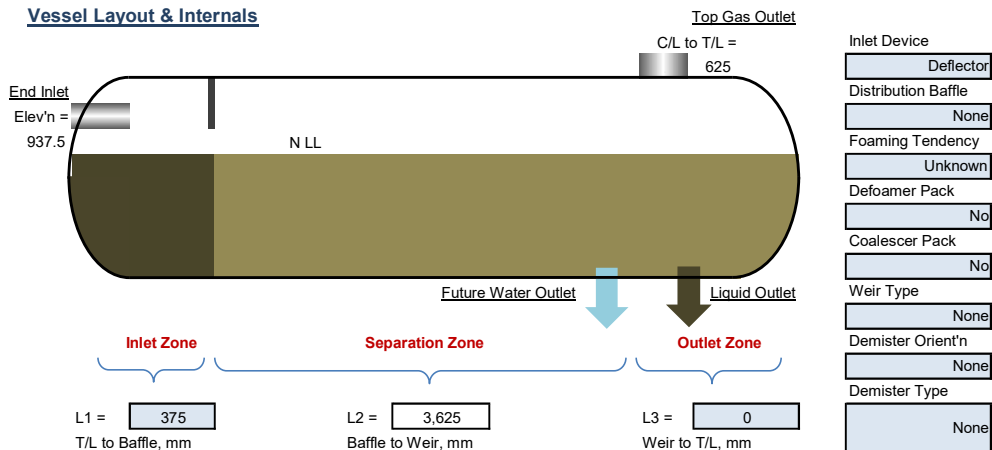 Vessel Layout & Internals
Top Gas Outlet
C/L to T/L =
625
End Inlet
Elev'n =
937.5
N LL
Future Water Outlet
Liquid Outlet
Inlet Zone
Separation Zone
Outlet Zone
L1 = 375
T/L to Baffle, mm
L2 = 3,625
Baffle to Weir, mm
L3 = 0
Weir to T/L, mm
Inlet Device
Deflector
Distribution Baffle
None
Foaming Tendency
Unknown
Defoamer Pack
No
Coalescer Pack
No
Weir Type
None
Demister Orient'n
None
Demister Type
None